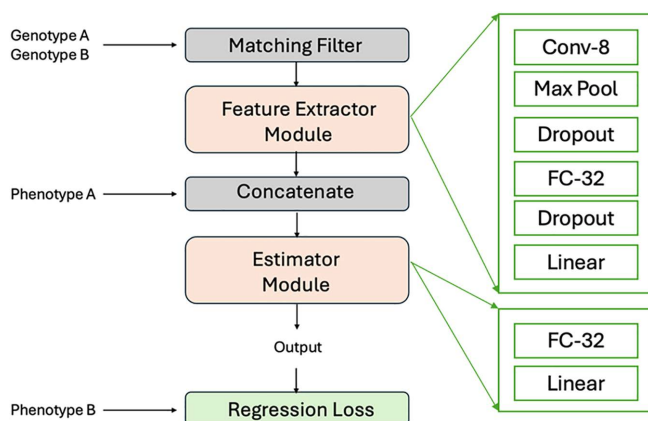 Genotype A
Genotype B
Matching Filter
Feature Extractor
Module
Phenotype A
Concatenate
Estimator
Module
Output
Phenotype B
Regression Loss
Conv-8
Max Pool
Dropout
FC-32
Dropout
Linear
FC-32
Linear